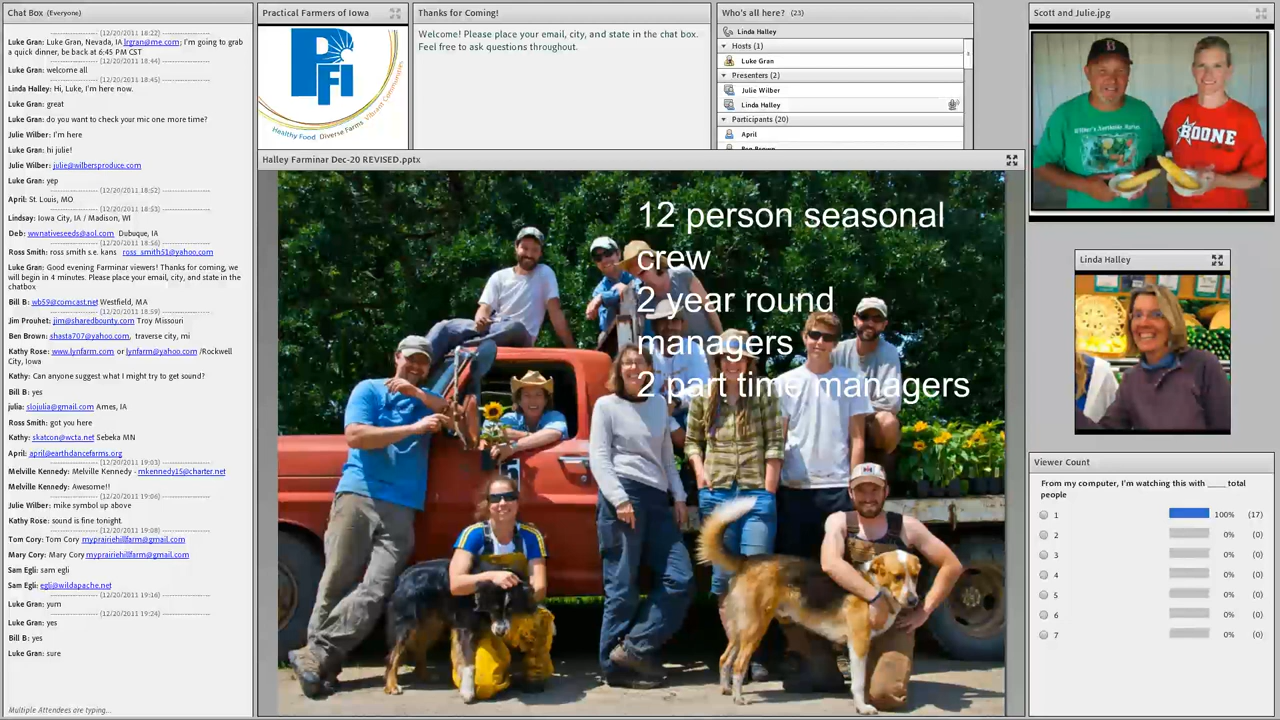 Chat Box (Everyone)
------------------ (12/20/2011 18:22) ------------------
Luke Gran: Luke Gran, Nevada, IA lrgran@me.com; I'm going to grab
a quick dinner, be back at 6:45 PM CST
------------------ (12/20/2011 18:44) ------------------
Luke Gran: welcome all
------------------ (12/20/2011 18:45) ------------------
Linda Halley: Hi, Luke, I'm here now.
Luke Gran: great
Luke Gran: do you want to check your mic one more time?
Julie Wilber: I'm here
Luke Gran: hi julie!
Julie Wilber: julie@wilbersproduce.com
Luke Gran: yep
------------------ (12/20/2011 18:52) ------------------
April: St. Louis, MO
------------------ (12/20/2011 18:53) ------------------
Lindsay: Iowa City, IA / Madison, WI
Deb: wwnativeseeds@aol.com Dubuque, IA
------------------ (12/20/2011 18:56) ------------------
Ross Smith: ross smith s.e. kans ross_smith51@yahoo.com
Luke Gran: Good evening Farminar viewers! Thanks for coming, we
will begin in 4 minutes. Please place your email, city, and state in the
chatbox
Bill B: wb59@comcast.net Westfield, MA
------------------ (12/20/2011 18:59) ------------------
Jim Prouhet: jim@sharedbounty.com Troy Missouri
Ben Brown: shasta707@yahoo.com, traverse city, mi
Kathy Rose: www.lynfarm.com or lynfarm@yahoo.com /Rockwell
City, Iowa
Kathy: Can anyone suggest what I might try to get sound?
Bill B: yes
julia: slojulia@gmail.com Ames, IA
Ross Smith: got you here
Kathy: skatcon@wcta.net Sebeka MN
April: april@earthdancefarms.org
------------------ (12/20/2011 19:03) ------------------
Melville Kennedy: Melville Kennedy - mkennedy15@charter.net
Melville Kennedy: Awesome!!
------------------ (12/20/2011 19:06) ------------------
Julie Wilber: mike symbol up above
Kathy Rose: sound is fine tonight.
------------------ (12/20/2011 19:08) ------------------
Tom Cory: Tom Cory myprairiehillfarm@gmail.com
Mary Cory: Mary Cory myprairiehillfarm@gmail.com
Sam Egli: sam egli
Sam Egli: egli@wildapache.net
------------------ (12/20/2011 19:16) ------------------
Luke Gran: yum
------------------ (12/20/2011 19:24) ------------------
Luke Gran: yes
Bill B: yes
Luke Gran: sure
Multiple Attendees are typing...
Practical Farmers of Iowa
PFI
Healthy Food Diverse Farms Vibrant Communities
Thanks for Coming!
Welcome! Please place your email, city, and state in the chat box.
Feel free to ask questions throughout.
Who's all here? (23)
Linda Halley
Hosts (1)
Luke Gran
Presenters (2)
Julie Wilber
Linda Halley
Participants (20)
April
Ben Brown
Halley Farminar Dec-20 REVISED.pptx
12 person seasonal
crew
2 year round
managers
2 part time managers
Scott and Julie.jpg
BOONE
Linda Halley
Viewer Count
From my computer, I'm watching this with ____ total
people
1 100% (17)
2 0% (0)
3 0% (0)
4 0% (0)
5 0% (0)
6 0% (0)
7 0% (0)